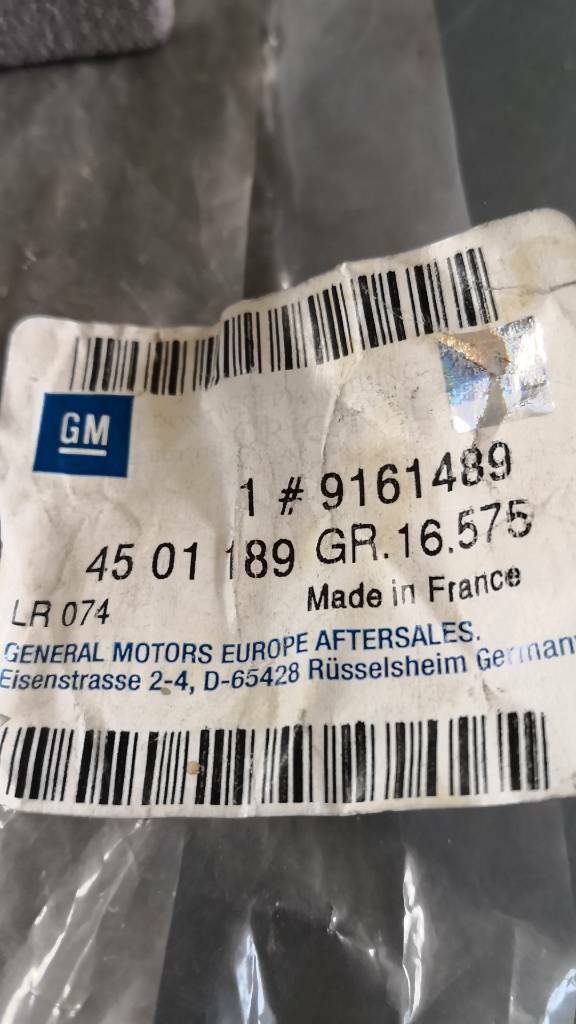 GM
1 # 9161489
45 01 189 GR.16.575
LR 074
Made in France
GENERAL MOTORS EUROPE AFTERSALES.
Eisenstrasse 2-4, D-65428 Rüsselsheim German